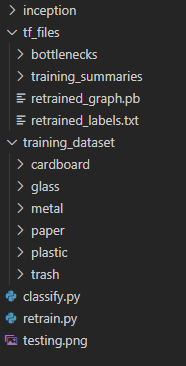 inception
tf_files
bottlenecks
training_summaries
retrained_graph.pb
retrained_labels.txt
training_dataset
cardboard
glass
metal
paper
plastic
trash
classify.py
retrain.py
testing.png